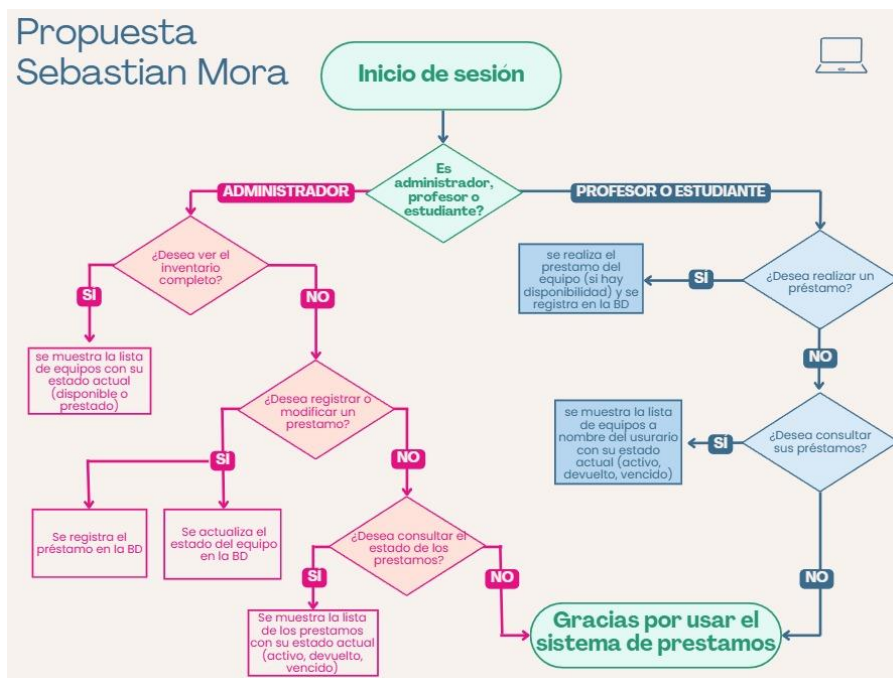 Propuesta
Sebastian Mora
Inicio de sesión
Es
administrador,
profesor o
estudiante?
ADMINISTRADOR
PROFESOR O ESTUDIANTE
¿Desea ver el
inventario
completo?
SI
NO
se muestra la lista
de equipos con su
estado actual
(disponible o
prestado)
¿Desea registrar o
modificar un
prestamo?
SI
NO
Se registra el
préstamo en la BD
Se actualiza el
estado del equipo
en la BD
¿Desea consultar el
estado de los
prestamos?
SI
NO
Se muestra la lista
de los prestamos
con su estado actual
(activo, devuelto,
vencido)
¿Desea realizar un
préstamo?
SI
NO
se realiza el
prestamo del
equipo (si hay
disponibilidad) y se
registra en la BD
¿Desea consultar
sus préstamos?
SI
NO
se muestra la lista
de equipos a
nombre del usurario
con su estado
actual (activo,
devuelto, vencido)
Gracias por usar el
sistema de prestamos